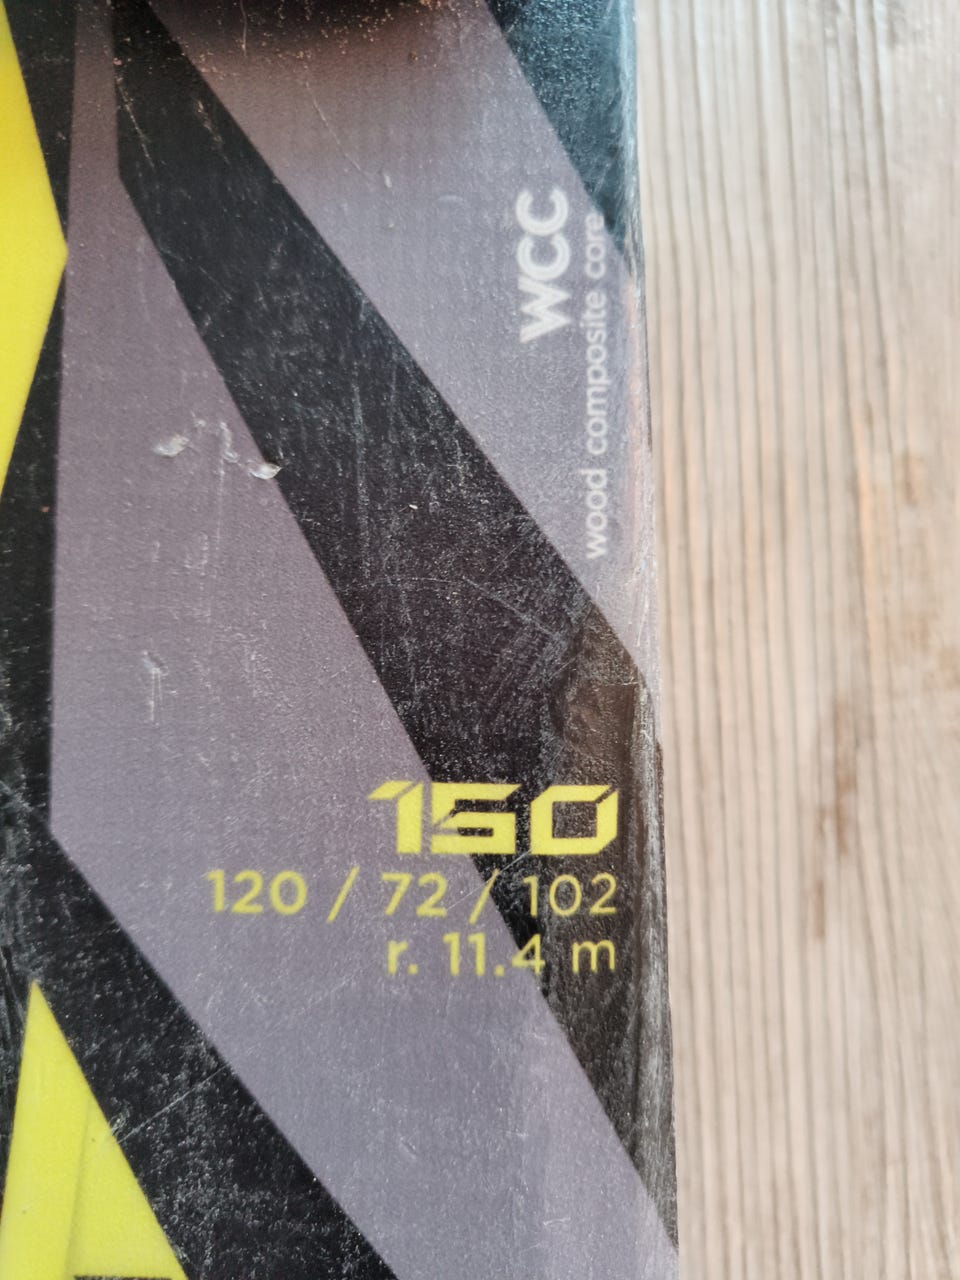 WCC
wood composite core
150
120 / 72 / 102
r. 11.4 m